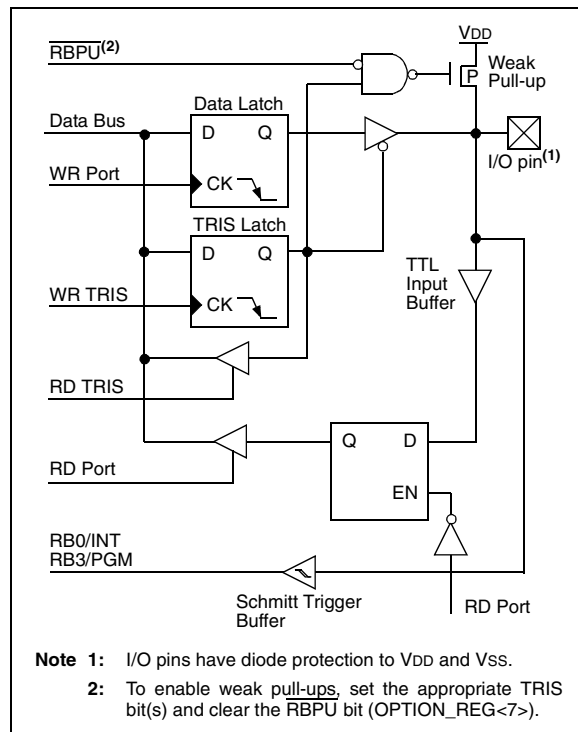 VDD
RBPU(2)
Weak
Pull-up
P
Data Latch
Data Bus
D Q
I/O pin(1)
WR Port
CK
TRIS Latch
D Q
TTL
Input
Buffer
WR TRIS
CK
RD TRIS
Q D
RD Port
EN
RB0/INT
RB3/PGM
Schmitt Trigger
Buffer
RD Port
Note 1: I/O pins have diode protection to VDD and VSS.
2: To enable weak pull-ups, set the appropriate TRIS
bit(s) and clear the RBPU bit (OPTION_REG<7>).